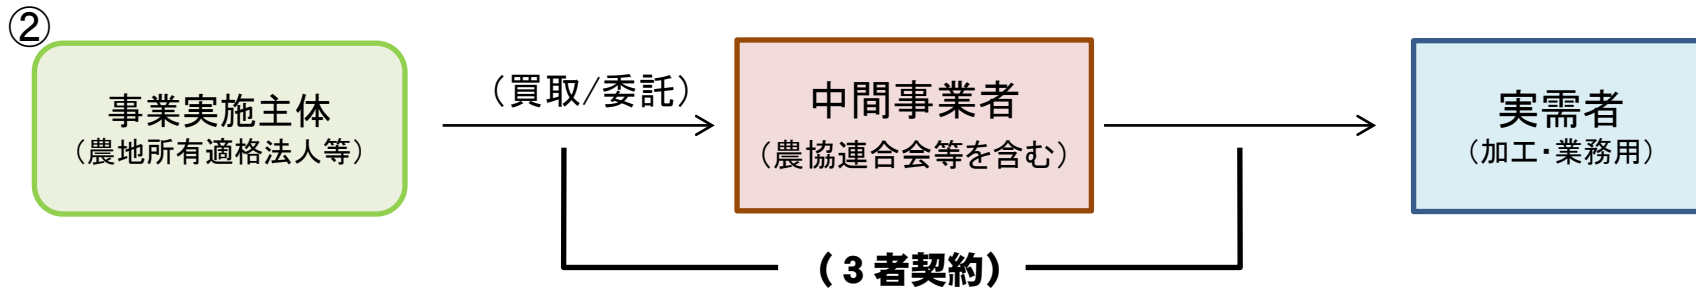 ②
事業実施主体
（農地所有適格法人等）
（買取/委託）
中間事業者
（農協連合会等を含む）
実需者
（加工・業務用）
（３者契約）